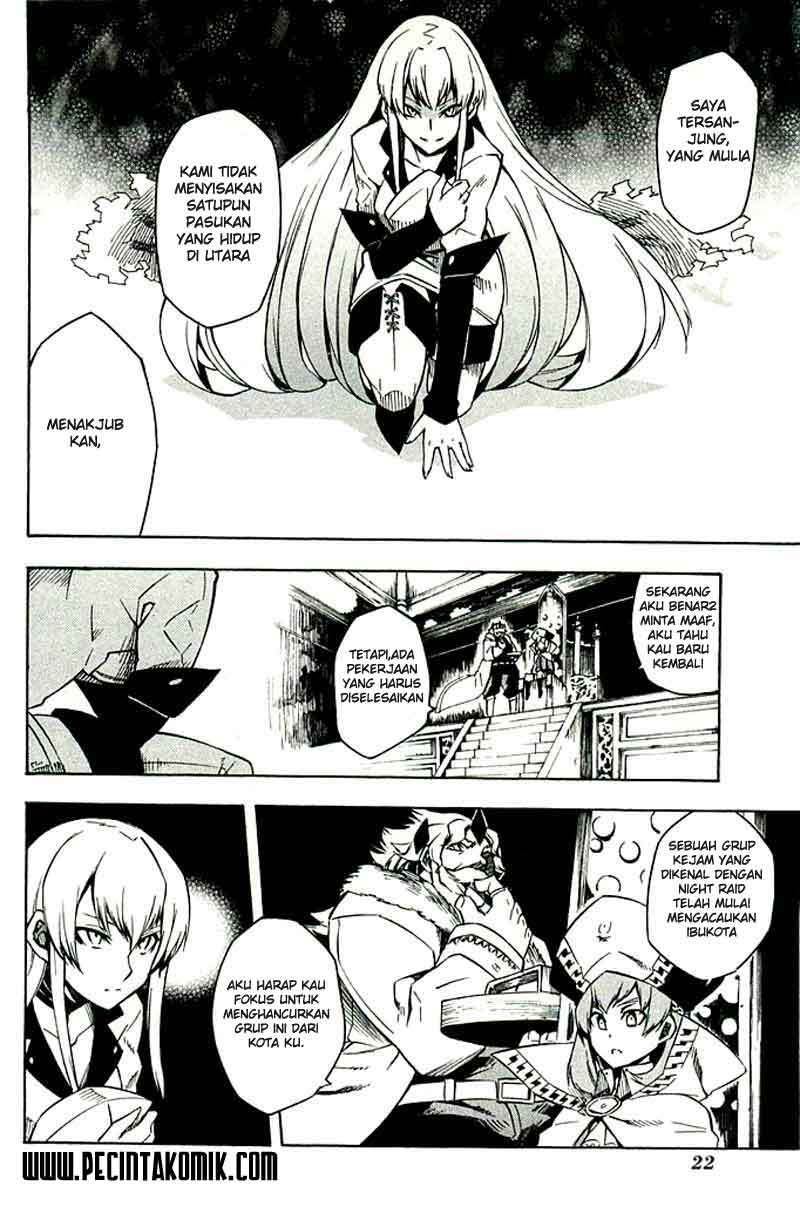 SAYA
TERSAN-
JUNG,
YANG MULIA
KAMI TIDAK
MENYISAKAN
SATUPUN
PASUKAN
YANG HIDUP
DI UTARA
MENAKJUB
KAN,
SEKARANG
AKU BENAR2
MINTA MAAF,
AKU TAHU
KAU BARU
KEMBALI
TETAPI,ADA
PEKERJAAN
YANG HARUS
DISELESAIKAN
SEBUAH GRUP
KEJAM YANG
DIKENAL DENGAN
NIGHT RAID
TELAH MULAI
MENGACAUKAN
IBUKOTA
AKU HARAP KAU
FOKUS UNTUK
MENGHANCURKAN
GRUP INI DARI
KOTA KU.
WWW.PECINTAKOMIK.COM
22